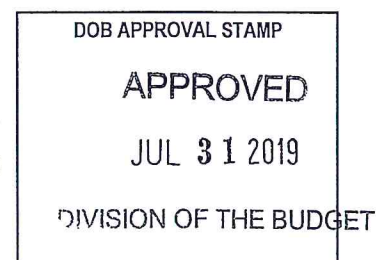 DOB APPROVAL STAMP
APPROVED
JUL 31 2019
DIVISION OF THE BUDGET